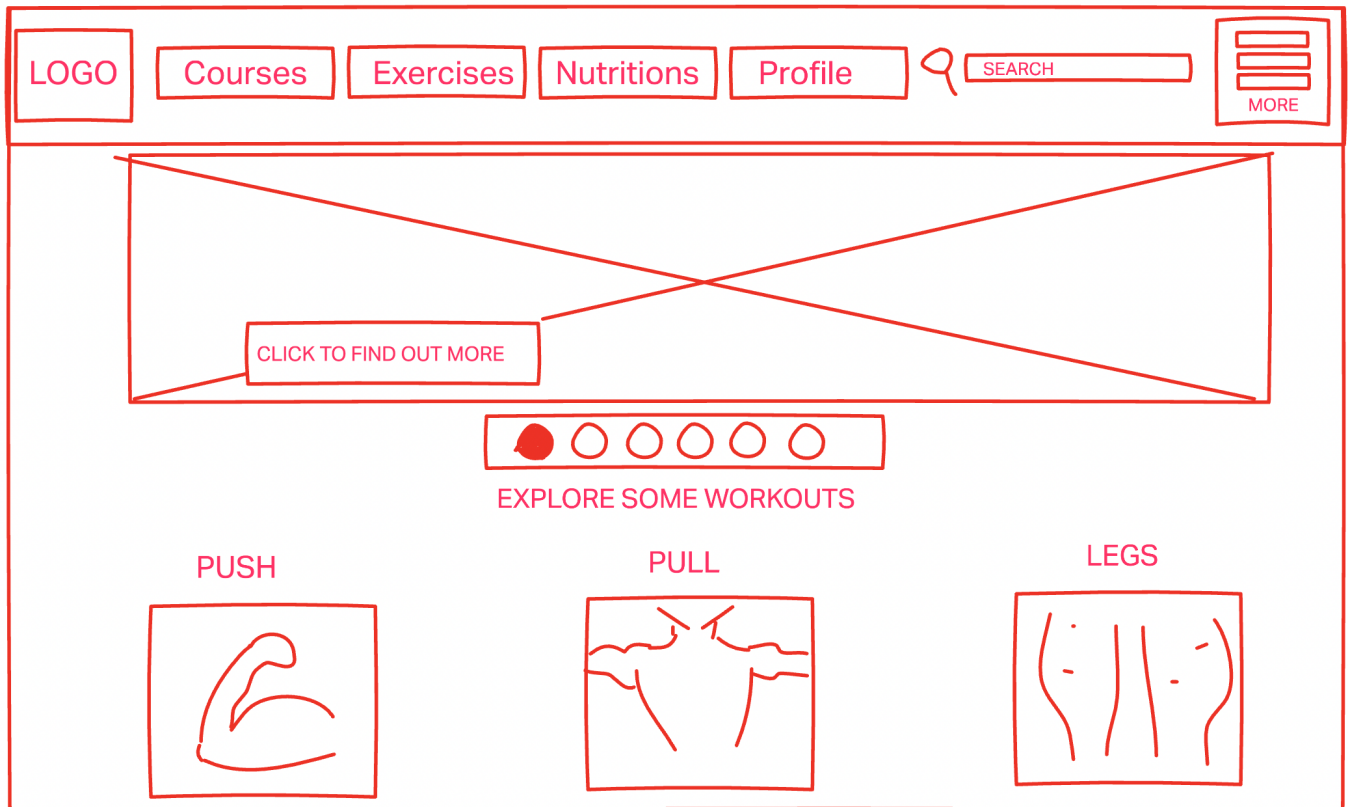 LOGO
Courses
Exercises
Nutritions
Profile
SEARCH
MORE
CLICK TO FIND OUT MORE
EXPLORE SOME WORKOUTS
PUSH
PULL
LEGS